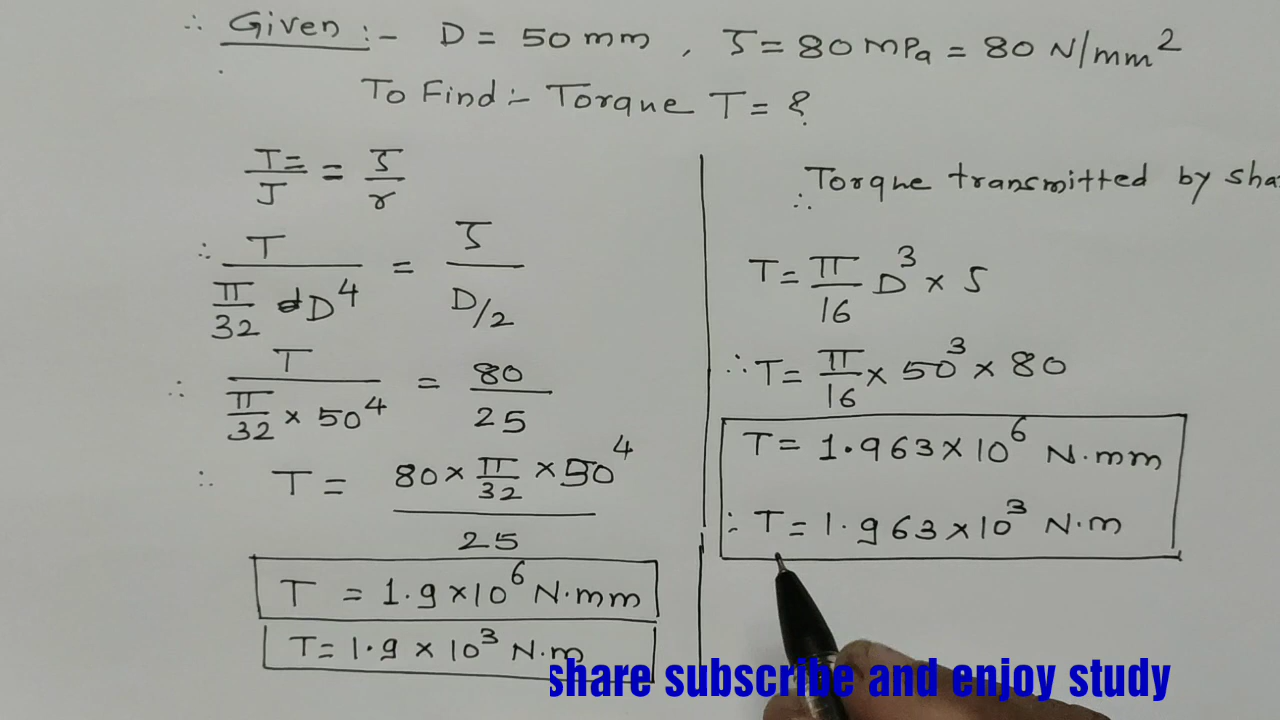 ∴ Given :- D = 50 mm , τ = 80 mPa = 80 N/mm²
To Find :- Torque T = ?
T/J = τ/r
∴ T / (π/32 D⁴) = τ / (D/2)
∴ T / (π/32 × 50⁴) = 80/25
∴ T = (80 × π/32 × 50⁴) / 25
T = 1.9 × 10⁶ N.mm
T = 1.9 × 10³ N.m
∴ Torque transmitted by sha
T = π/16 D³ × τ
∴ T = π/16 × 50³ × 80
T = 1.963 × 10⁶ N.mm
∴ T = 1.963 × 10³ N.m
share subscribe and enjoy study